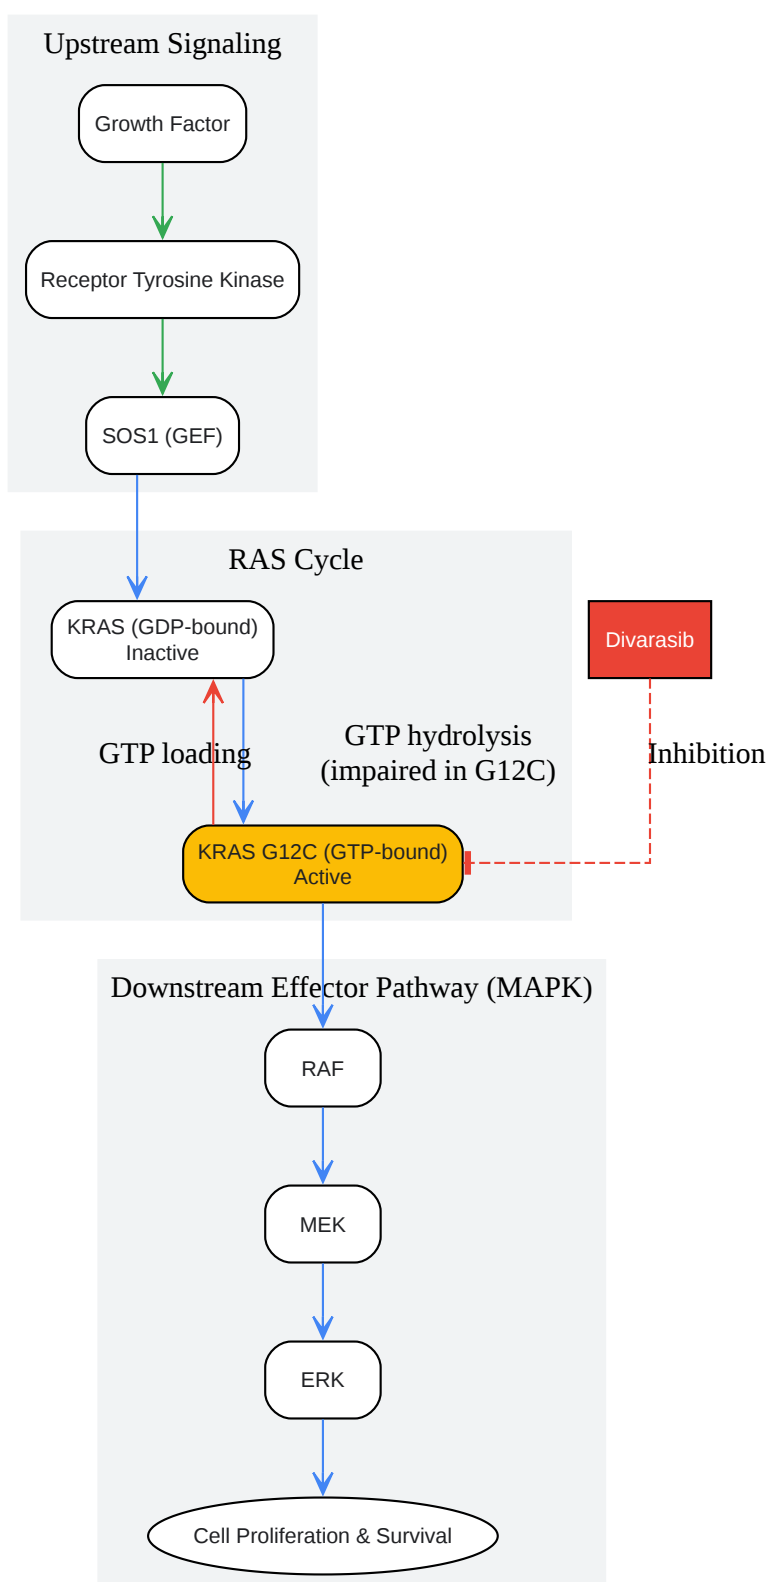 Upstream Signaling
Growth Factor
Receptor Tyrosine Kinase
SOS1 (GEF)
RAS Cycle
KRAS (GDP-bound)
Inactive
Divarasib
GTP loading
GTP hydrolysis
(impaired in G12C)
Inhibition
KRAS G12C (GTP-bound)
Active
Downstream Effector Pathway (MAPK)
RAF
MEK
ERK
Cell Proliferation & Survival